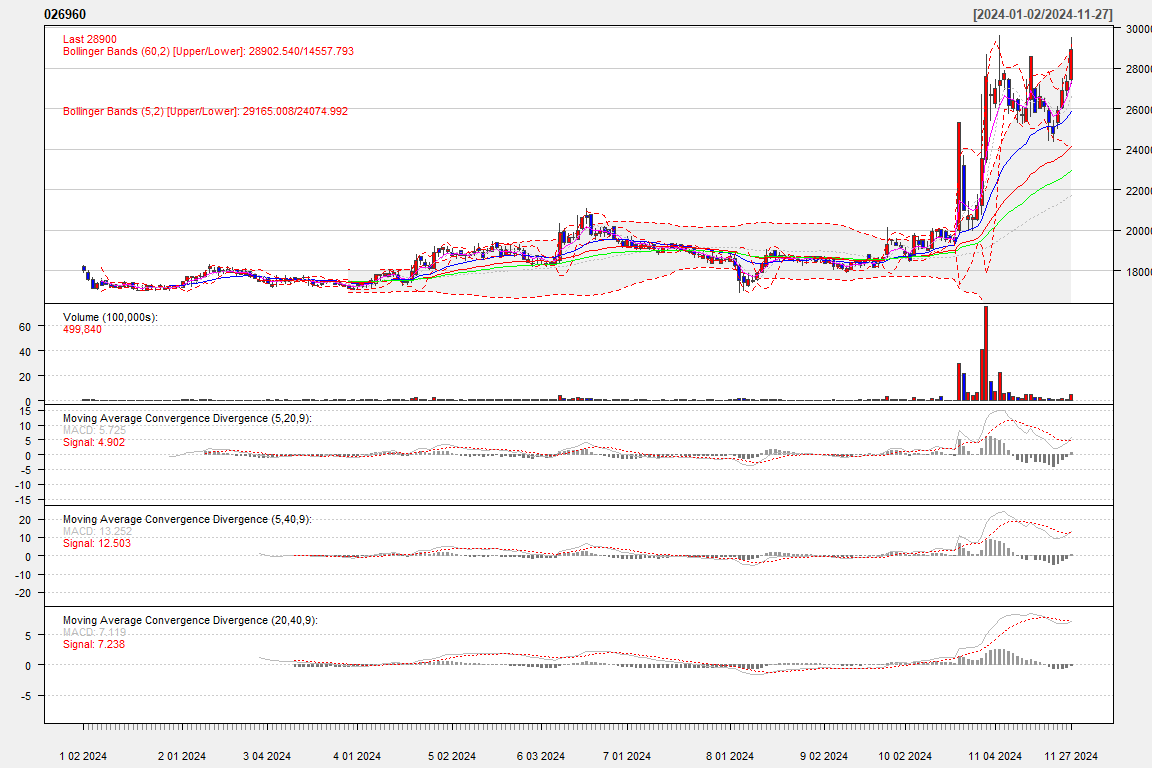 026960 [2024-01-02/2024-11-27]
Last 28900
Bollinger Bands (60,2) [Upper/Lower]: 28902.540/14557.793
Bollinger Bands (5,2) [Upper/Lower]: 29165.008/24074.992
30000
28000
26000
24000
22000
20000
18000
Volume (100,000s):
499,840
60
40
20
0
Moving Average Convergence Divergence (5,20,9):
MACD: 5.725
Signal: 4.902
15
10
5
0
-5
-10
-15
Moving Average Convergence Divergence (5,40,9):
MACD: 13.252
Signal: 12.503
20
10
0
-10
-20
Moving Average Convergence Divergence (20,40,9):
MACD: 7.119
Signal: 7.238
5
0
-5
1 02 2024 2 01 2024 3 04 2024 4 01 2024 5 02 2024 6 03 2024 7 01 2024 8 01 2024 9 02 2024 10 02 2024 11 04 2024 11 27 2024